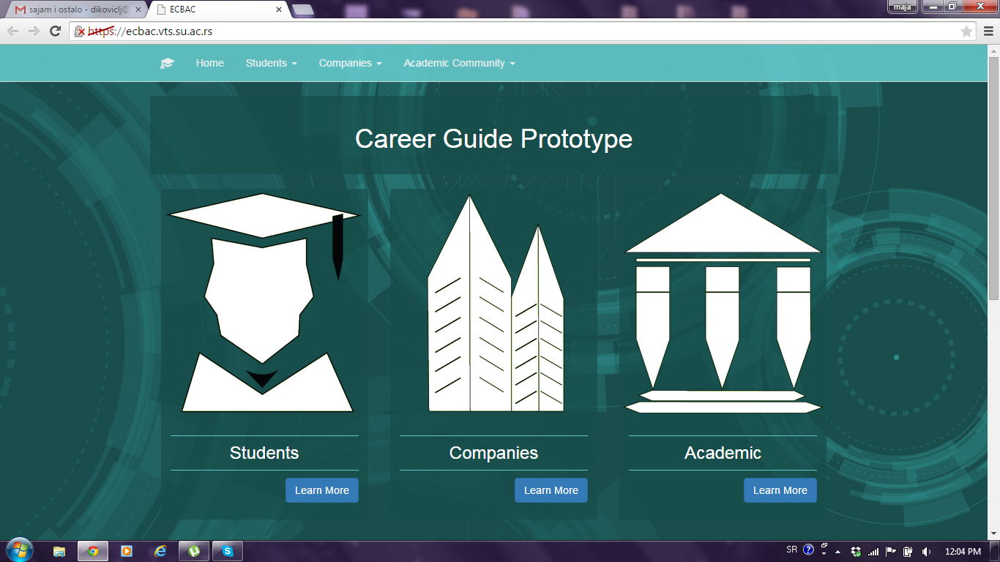 sajam i ostalo - dikoviclj@
ECBAC
maja
https://ecbac.vts.su.ac.rs
Home Students Companies Academic Community
Career Guide Prototype
Students Companies Academic
Learn More Learn More Learn More
SR 12:04 PM